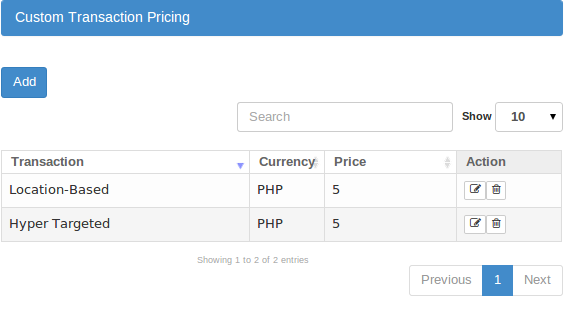 Custom Transaction Pricing
Add
Search Show 10
Transaction Currency Price Action
Location-Based PHP 5
Hyper Targeted PHP 5
Showing 1 to 2 of 2 entries
Previous 1 Next